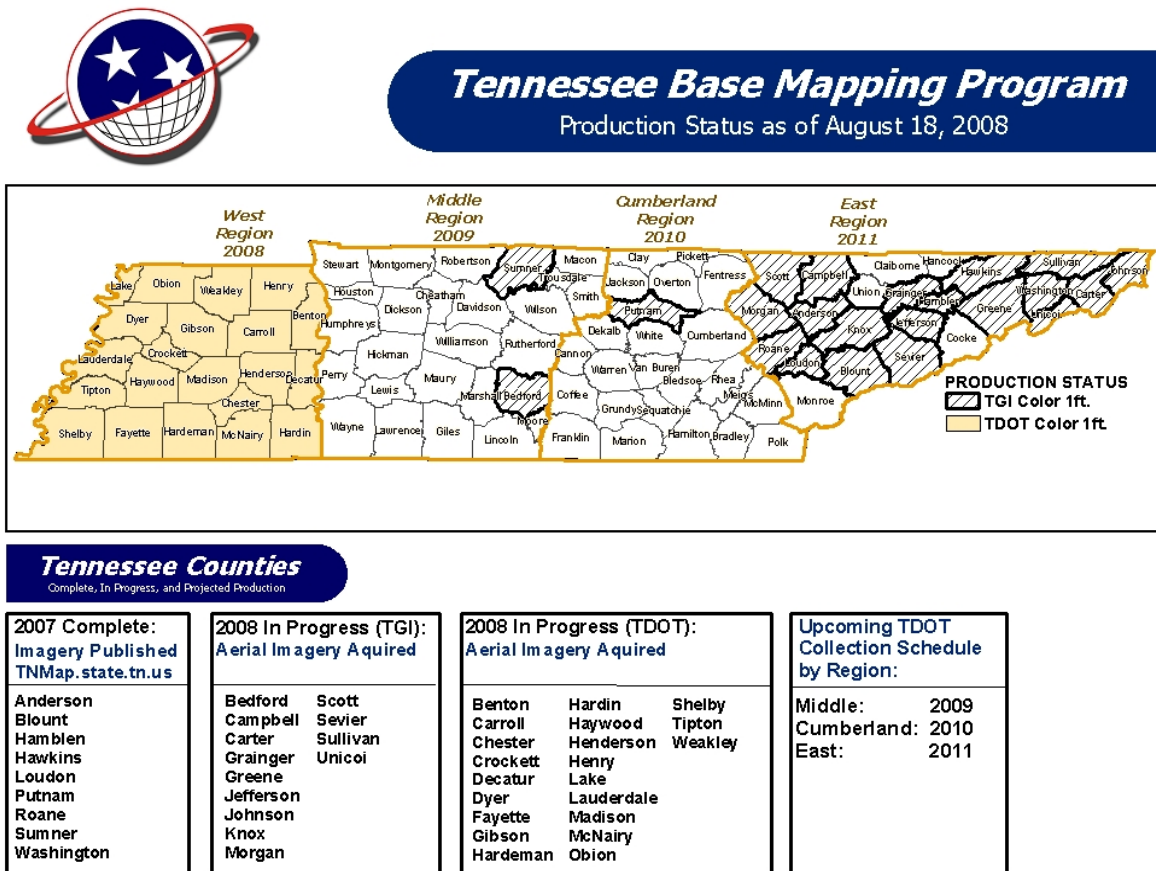 Tennessee Base Mapping Program
Production Status as of August 18, 2008
West
Region
2008
Middle
Region
2009
Cumberland
Region
2010
East
Region
2011
Lake
Obion
Weakley
Henry
Benton
Dyer
Gibson
Carroll
Lauderdale
Crockett
Tipton
Haywood
Madison
Henderson
Decatur
Chester
Shelby
Fayette
Hardeman
McNairy
Hardin
Stewart
Montgomery
Robertson
Sumner
Macon
Trousdale
Houston
Cheatham
Dickson
Davidson
Wilson
Smith
Humphreys
Williamson
Rutherford
Hickman
Perry
Lewis
Maury
Marshall
Bedford
Moore
Wayne
Lawrence
Giles
Lincoln
Clay
Pickett
Fentress
Jackson
Overton
Putnam
Dekalb
White
Cumberland
Cannon
Warren
Van Buren
Bledsoe
Rhea
Coffee
Meigs
McMinn
Grundy
Sequatchie
Franklin
Marion
Hamilton
Bradley
Polk
Scott
Campbell
Claiborne
Hancock
Hawkins
Sullivan
Johnson
Union
Grainger
Hamblen
Washington
Carter
Morgan
Anderson
Greene
Unicoi
Knox
Jefferson
Cocke
Roane
Loudon
Blount
Sevier
Monroe
PRODUCTION STATUS
TGI Color 1ft.
TDOT Color 1ft.
Tennessee Counties
Complete, In Progress, and Projected Production
2007 Complete:
Imagery Published
TNMap.state.tn.us
Anderson
Blount
Hamblen
Hawkins
Loudon
Putnam
Roane
Sumner
Washington
2008 In Progress (TGI):
Aerial Imagery Aquired
Bedford
Campbell
Carter
Grainger
Greene
Jefferson
Johnson
Knox
Morgan
Scott
Sevier
Sullivan
Unicoi
2008 In Progress (TDOT):
Aerial Imagery Aquired
Benton
Carroll
Chester
Crockett
Decatur
Dyer
Fayette
Gibson
Hardeman
Hardin
Haywood
Henderson
Henry
Lake
Lauderdale
Madison
McNairy
Obion
Shelby
Tipton
Weakley
Upcoming TDOT
Collection Schedule
by Region:
Middle: 2009
Cumberland: 2010
East: 2011